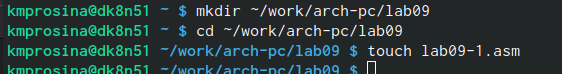 kmprosina@dk8n51 ~ $ mkdir ~/work/arch-pc/lab09
kmprosina@dk8n51 ~ $ cd ~/work/arch-pc/lab09
kmprosina@dk8n51 ~/work/arch-pc/lab09 $ touch lab09-1.asm
kmprosina@dk8n51 ~/work/arch-pc/lab09 $